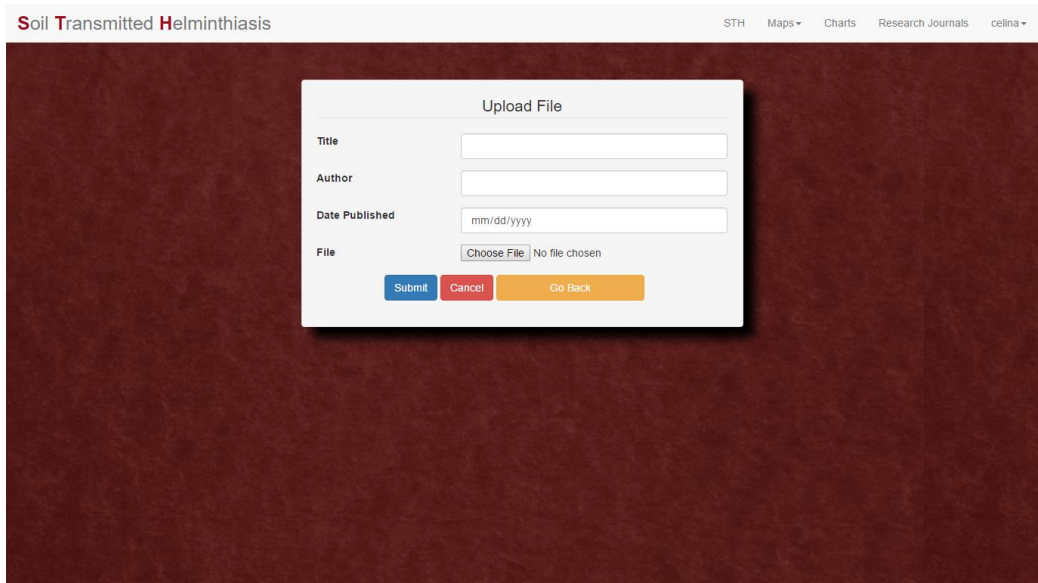 Soil Transmitted Helminthiasis STH Maps Charts Research Journals celina
Upload File
Title
Author
Date Published mm/dd/yyyy
File Choose File No file chosen
Submit Cancel Go Back